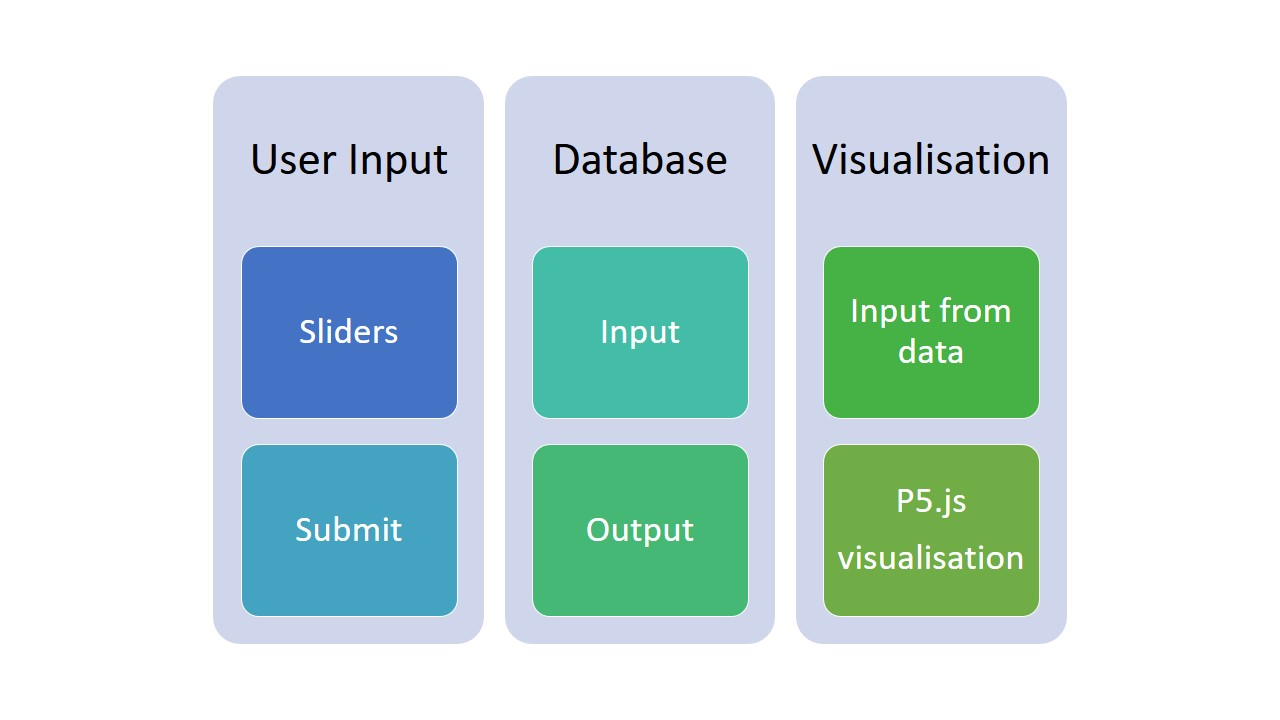 User Input
Sliders
Submit
Database
Input
Output
Visualisation
Input from
data
P5.js
visualisation